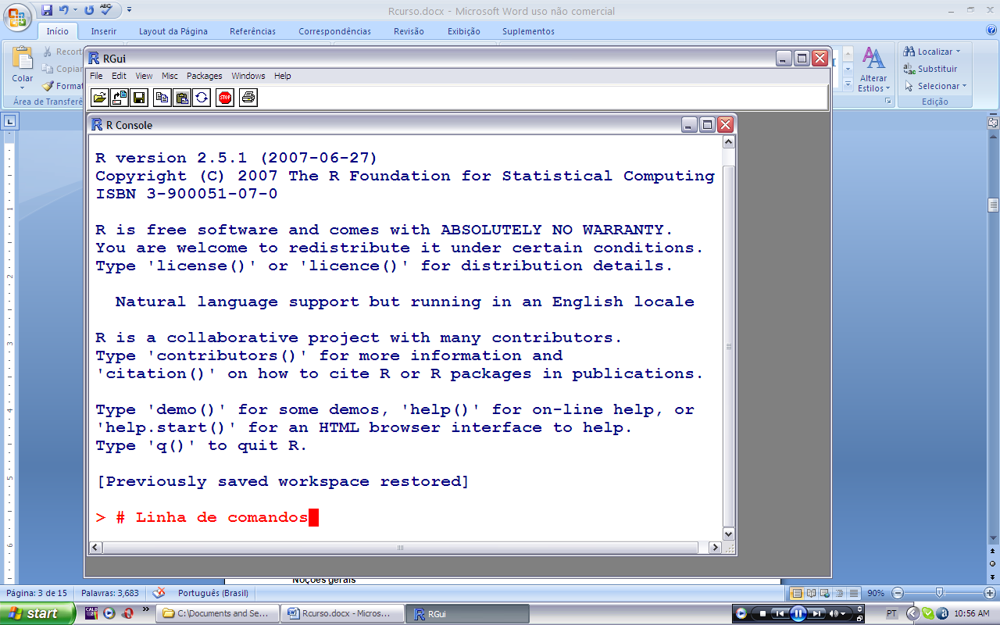 Rcurso.docx - Microsoft Word uso não comercial
Início Inserir Layout da Página Referências Correspondências Revisão Exibição Suplementos
Colar
Recort
Copiar
Format
Área de Transferê
Alterar Estilos
Localizar
Substituir
Selecionar
Edição
RGui
File Edit View Misc Packages Windows Help
STOP
R Console
R version 2.5.1 (2007-06-27)
Copyright (C) 2007 The R Foundation for Statistical Computing
ISBN 3-900051-07-0
R is free software and comes with ABSOLUTELY NO WARRANTY.
You are welcome to redistribute it under certain conditions.
Type 'license()' or 'licence()' for distribution details.
Natural language support but running in an English locale
R is a collaborative project with many contributors.
Type 'contributors()' for more information and
'citation()' on how to cite R or R packages in publications.
Type 'demo()' for some demos, 'help()' for on-line help, or
'help.start()' for an HTML browser interface to help.
Type 'q()' to quit R.
[Previously saved workspace restored]
> # Linha de comandos
Noções gerais
Página: 3 de 15 Palavras: 3,683 Português (Brasil) 90%
start C:\Documents and Se... Rcurso.docx - Micros... RGui PT 10:56 AM